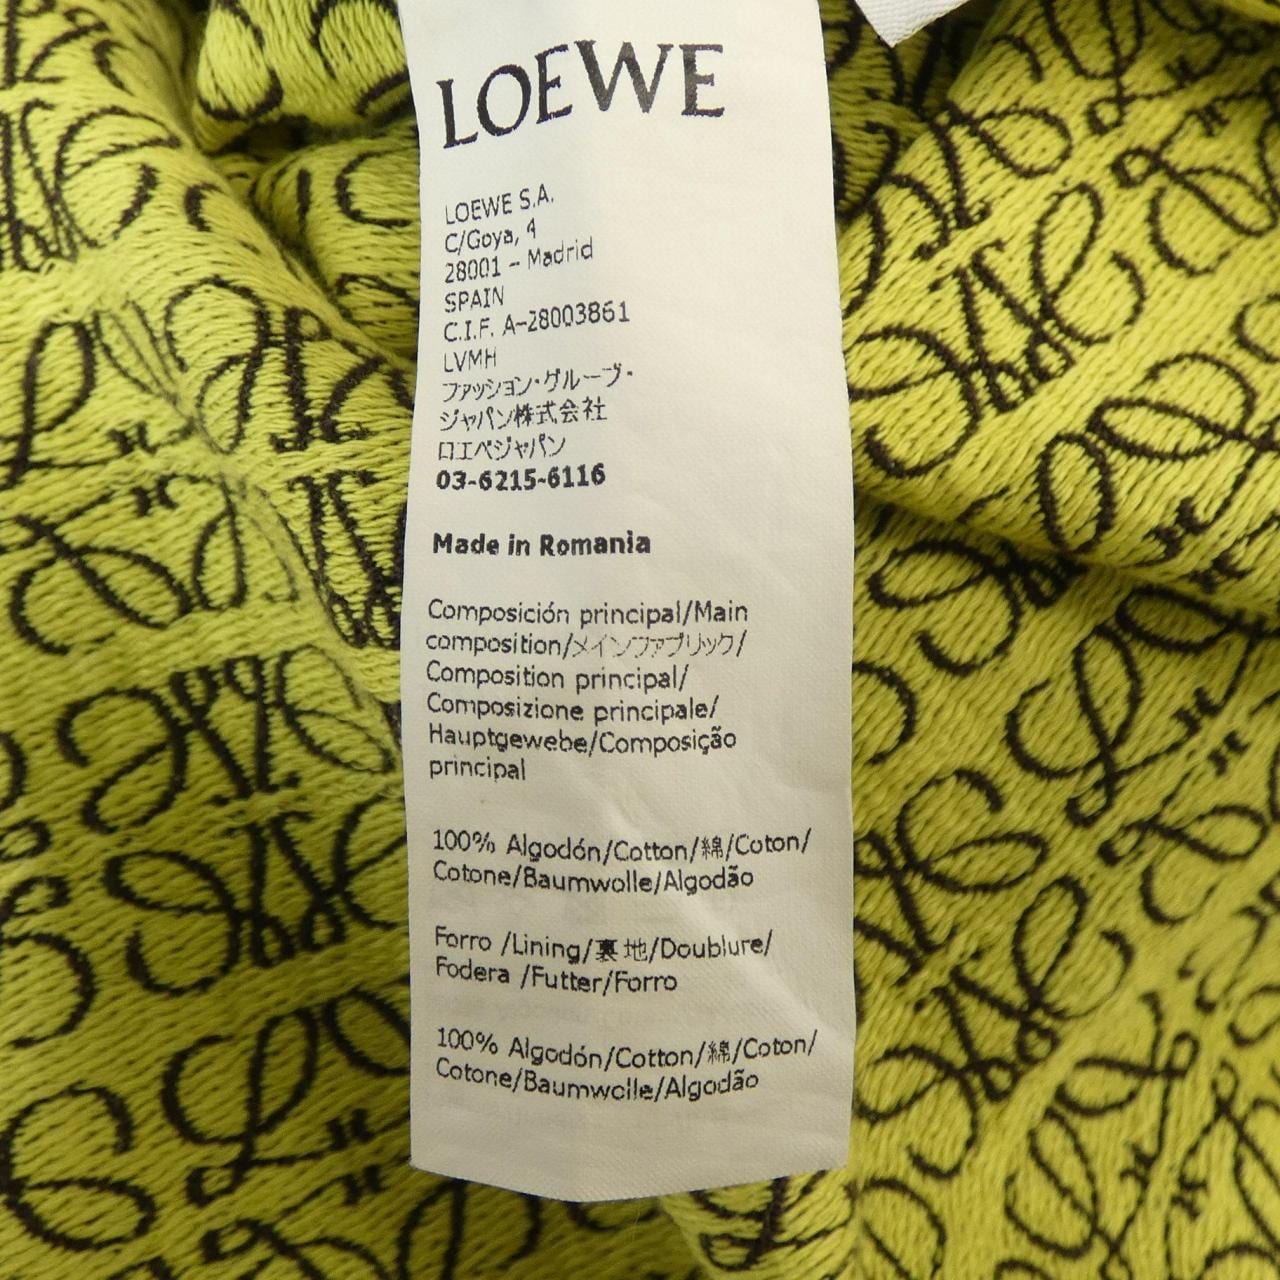 LOEWE
LOEWE S.A.
C/Goya, 4
28001 - Madrid
SPAIN
C.I.F. A-28003861
LVMH
ファッション・グループ・
ジャパン株式会社
ロエベジャパン
03-6215-6116
Made in Romania
Composición principal/Main
composition/メインファブリック/
Composition principal/
Composizione principale/
Hauptgewebe/Composição
principal
100% Algodón/Cotton/綿/Coton/
Cotone/Baumwolle/Algodão
Forro /Lining/裏地/Doublure/
Fodera /Futter/Forro
100% Algodón/Cotton/綿/Coton/
Cotone/Baumwolle/Algodão